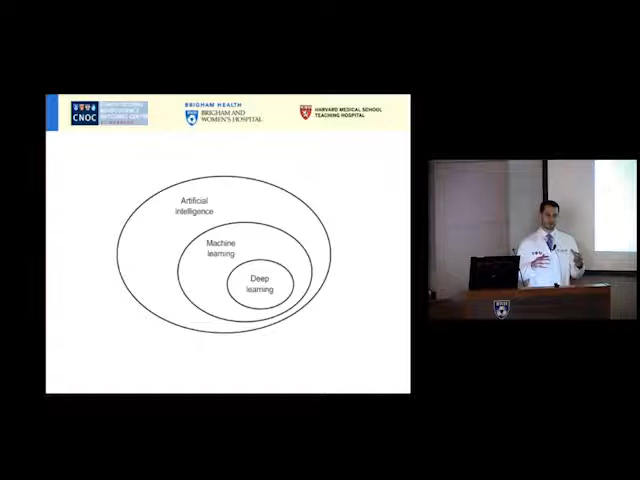 CNOC
BRIGHAM HEALTH
BRIGHAM AND
WOMEN'S HOSPITAL
HARVARD MEDICAL SCHOOL
TEACHING HOSPITAL
Artificial
intelligence
Machine
learning
Deep
learning